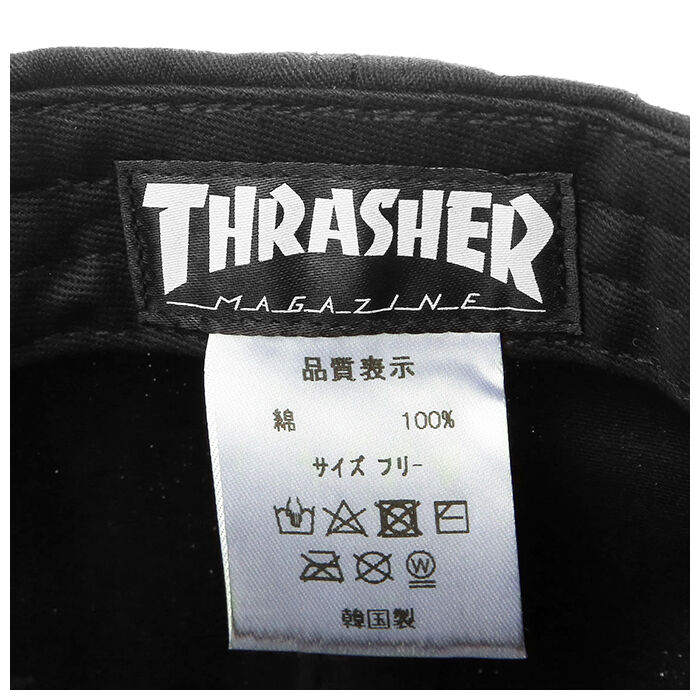 THRASHER
MAGAZINE
品質表示
綿 100%
サイズ フリー
W
韓国製